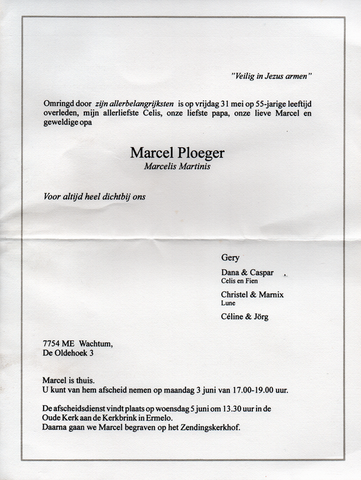 "Veilig in Jezus armen"
Omringd door zijn allerbelangrijksten is op vrijdag 31 mei op 55-jarige leeftijd
overleden, mijn allerliefste Celis, onze liefste papa, onze lieve Marcel en
geweldige opa
Marcel Ploeger
Marcelis Martinis
Voor altijd heel dichtbij ons
Gery
Dana & Caspar
Celis en Fien
Christel & Marnix
Lune
Céline & Jörg
7754 ME Wachtum,
De Oldehoek 3
Marcel is thuis.
U kunt van hem afscheid nemen op maandag 3 juni van 17.00-19.00 uur.
De afscheidsdienst vindt plaats op woensdag 5 juni om 13.30 uur in de
Oude Kerk aan de Kerkbrink in Ermelo.
Daarna gaan we Marcel begraven op het Zendingskerkhof.